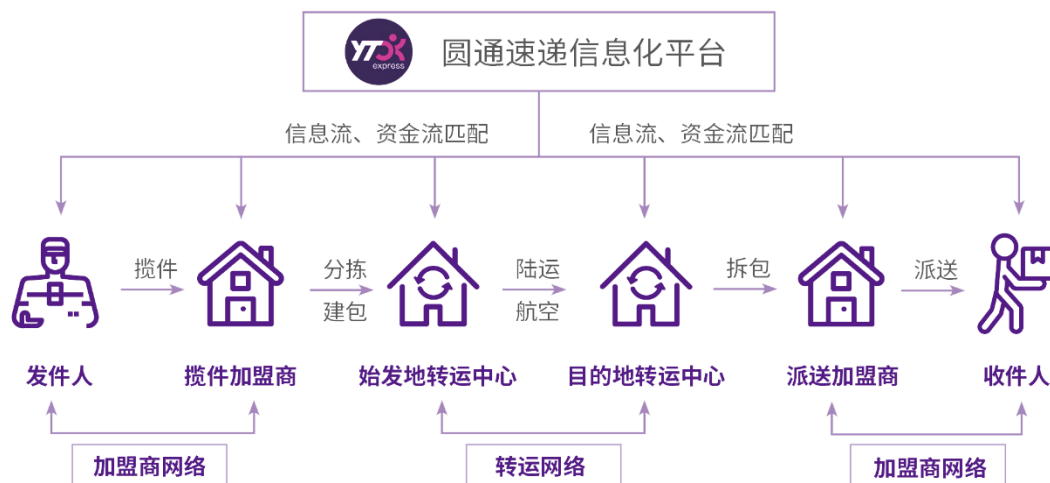 YTO express
圆通速递信息化平台
信息流、资金流匹配
信息流、资金流匹配
揽件
分拣
建包
陆运
航空
拆包
派送
发件人
揽件加盟商
始发地转运中心
目的地转运中心
派送加盟商
收件人
加盟商网络
转运网络
加盟商网络